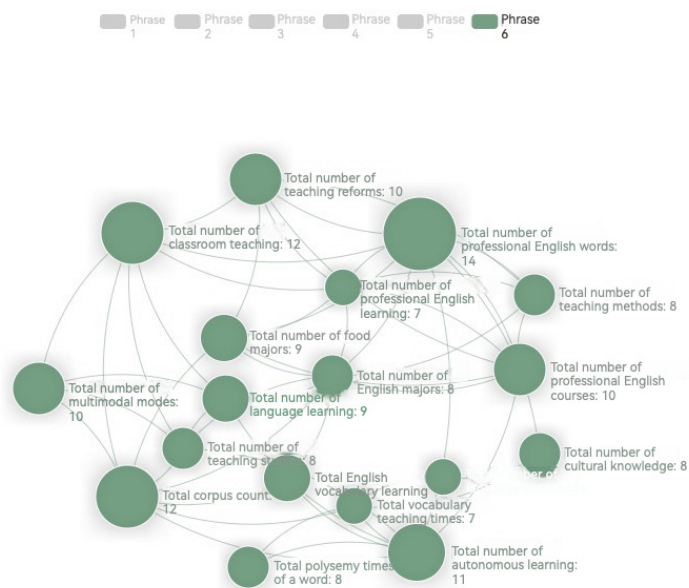 Phrase
1
Phrase
2
Phrase
3
Phrase
4
Phrase
5
Phrase
6
Total number of
teaching reforms: 10
Total number of
classroom teaching: 12
Total number of
professional English words:
14
Total number of
professional English
learning: 7
Total number of
teaching methods: 8
Total number of food
majors: 9
Total number of
English majors: 8
Total number of
professional English
courses: 10
Total number of
multimodal modes:
10
Total number of
language learning: 9
Total number of
teaching 8
Total number of
cultural knowledge: 8
Total English
vocabulary learning
Total corpus count:
12
Total vocabulary
teaching times: 7
Total number of
autonomous learning:
11
Total polysemy times
of a word: 8